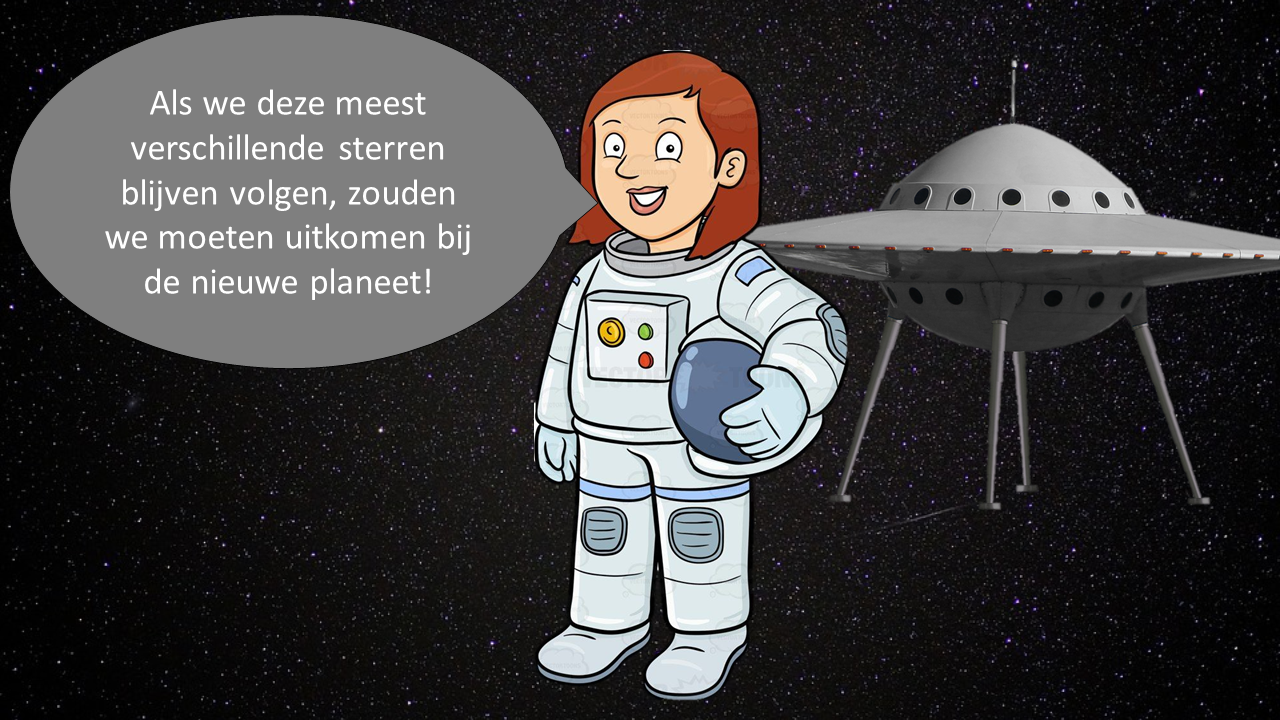 Als we deze meest
verschillende sterren
blijven volgen, zouden
we moeten uitkomen bij
de nieuwe planeet!